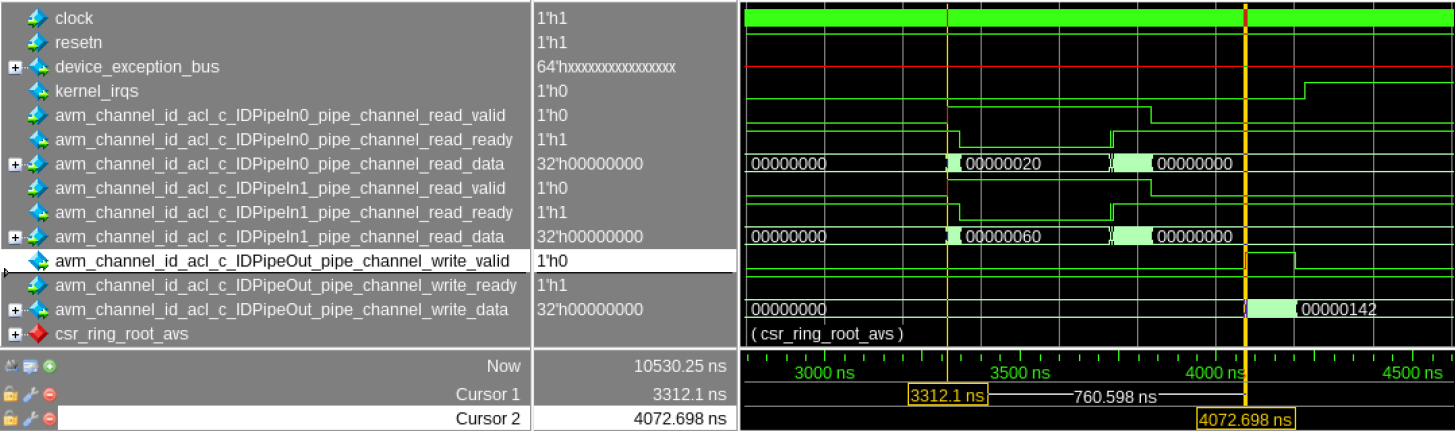 clock 1'h1
resetn 1'h1
device_exception_bus 64'hxxxxxxxxxxxxxxxx
kernel_irqs 1'h0
avm_channel_id_acl_c_IDPipeIn0_pipe_channel_read_valid 1'h0
avm_channel_id_acl_c_IDPipeIn0_pipe_channel_read_ready 1'h1
avm_channel_id_acl_c_IDPipeIn0_pipe_channel_read_data 32'h00000000 00000000 00000020 00000000
avm_channel_id_acl_c_IDPipeIn1_pipe_channel_read_valid 1'h0
avm_channel_id_acl_c_IDPipeIn1_pipe_channel_read_ready 1'h1
avm_channel_id_acl_c_IDPipeIn1_pipe_channel_read_data 32'h00000000 00000000 00000060 00000000
avm_channel_id_acl_c_IDPipeOut_pipe_channel_write_valid 1'h0
avm_channel_id_acl_c_IDPipeOut_pipe_channel_write_ready 1'h1
avm_channel_id_acl_c_IDPipeOut_pipe_channel_write_data 32'h00000000 00000000 00000142
csr_ring_root_avs ( csr_ring_root_avs )
Now 10530.25 ns 3000 ns 3500 ns 4000 ns 4500 ns
Cursor 1 3312.1 ns 3312.1 ns 760.598 ns
Cursor 2 4072.698 ns 4072.698 ns